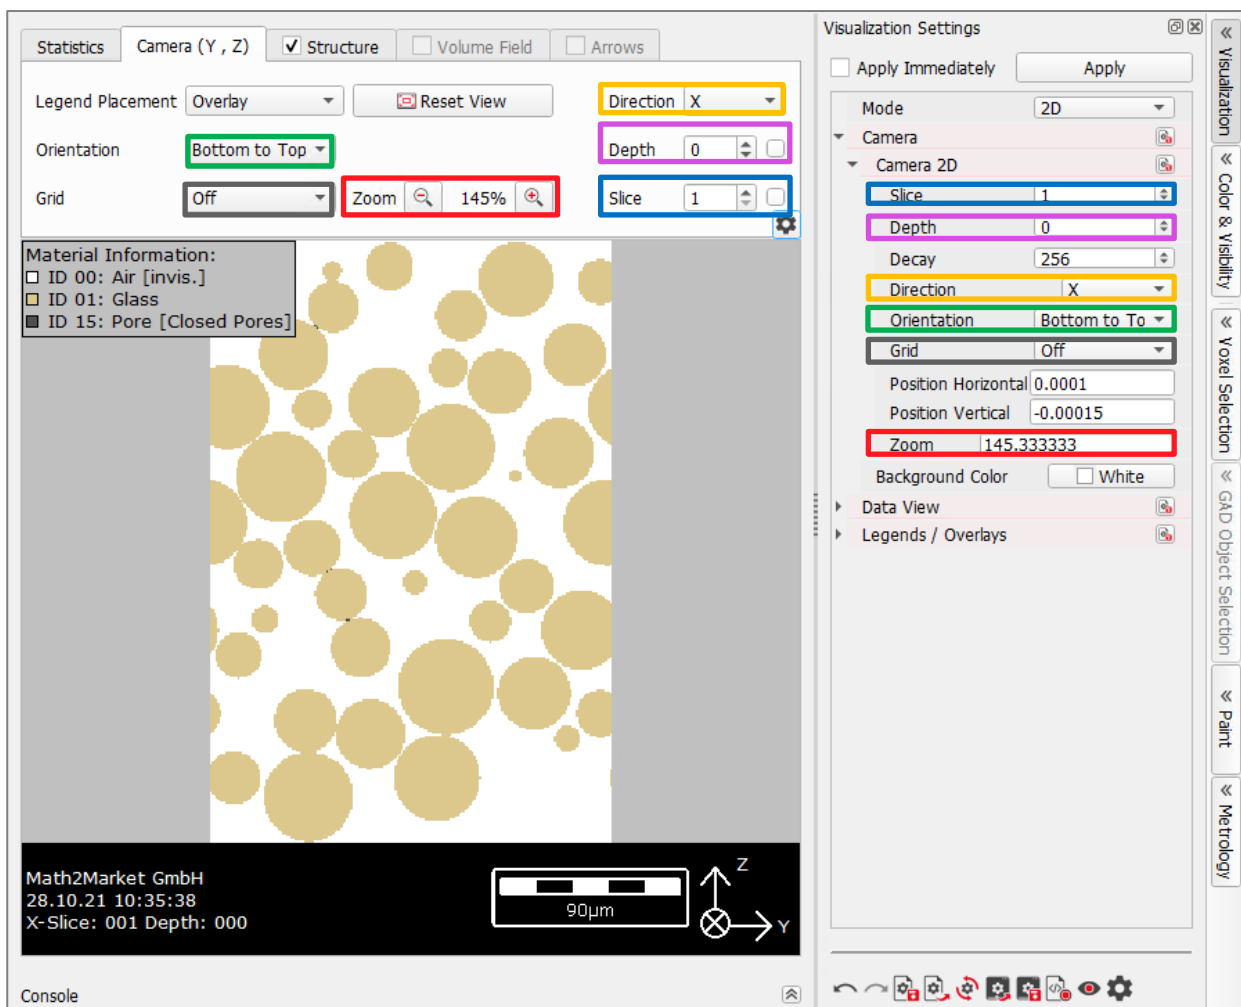 Statistics
Camera (Y , Z)
Structure
Volume Field
Arrows
Legend Placement
Overlay
Reset View
Direction X
Orientation
Bottom to Top
Depth 0
Grid
Off
Zoom 145%
Slice 1
Material Information:
ID 00: Air [invis.]
ID 01: Glass
ID 15: Pore [Closed Pores]
Math2Market GmbH
28.10.21 10:35:38
X-Slice: 001 Depth: 000
90µm
Z
Y
Console
Visualization Settings
Apply Immediately
Apply
Mode 2D
Camera
Camera 2D
Slice 1
Depth 0
Decay 256
Direction X
Orientation Bottom to To
Grid Off
Position Horizontal 0.0001
Position Vertical -0.00015
Zoom 145.333333
Background Color White
Data View
Legends / Overlays
Visualization
Color & Visibility
Voxel Selection
GAD Object Selection
Paint
Metrology